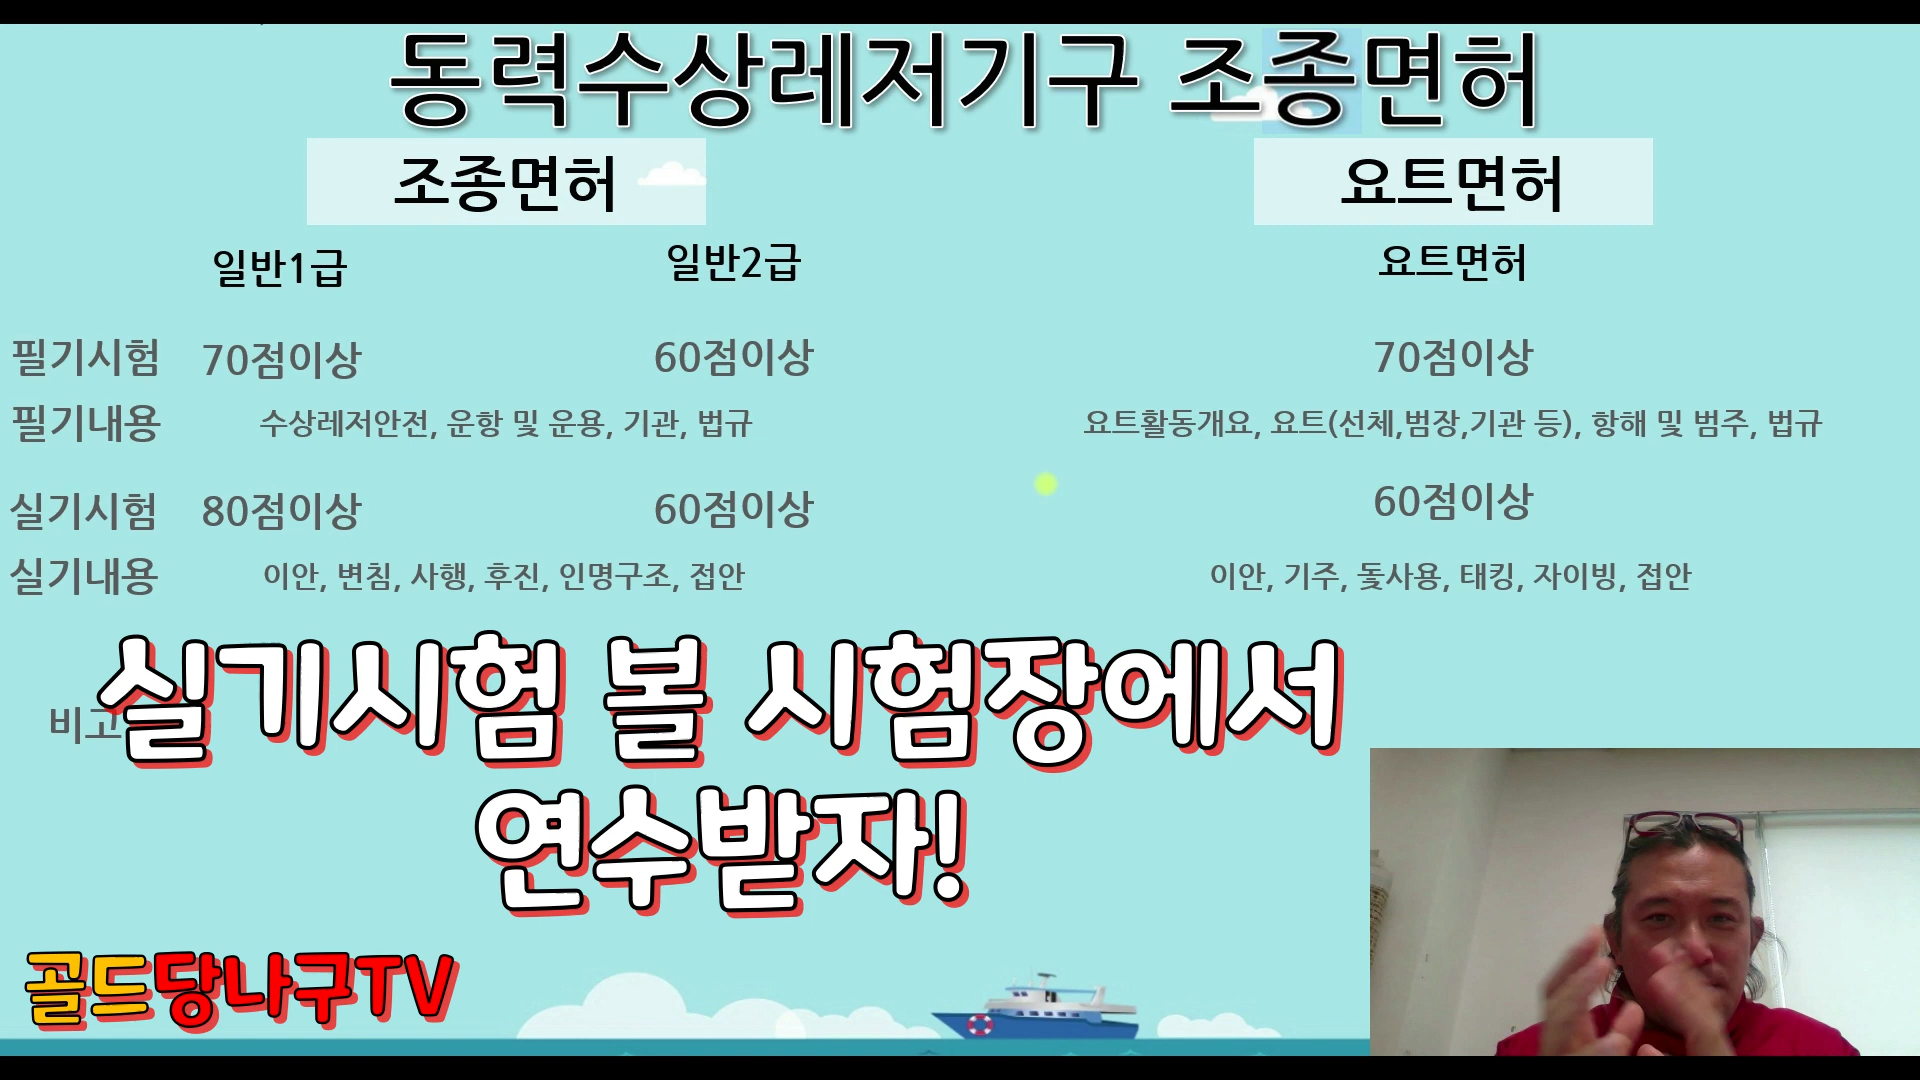 동력수상레저기구 조종면허
조종면허 요트면허
일반1급 일반2급 요트면허
필기시험 70점이상 60점이상 70점이상
필기내용 수상레저안전, 운항 및 운용, 기관, 법규 요트활동개요, 요트(선체,범장,기관 등), 항해 및 범주, 법규
실기시험 80점이상 60점이상 60점이상
실기내용 이안, 변침, 사행, 후진, 인명구조, 접안 이안, 기주, 돛사용, 태킹, 자이빙, 접안
비고
실기시험 볼 시험장에서
연수받자!
골드당나구TV